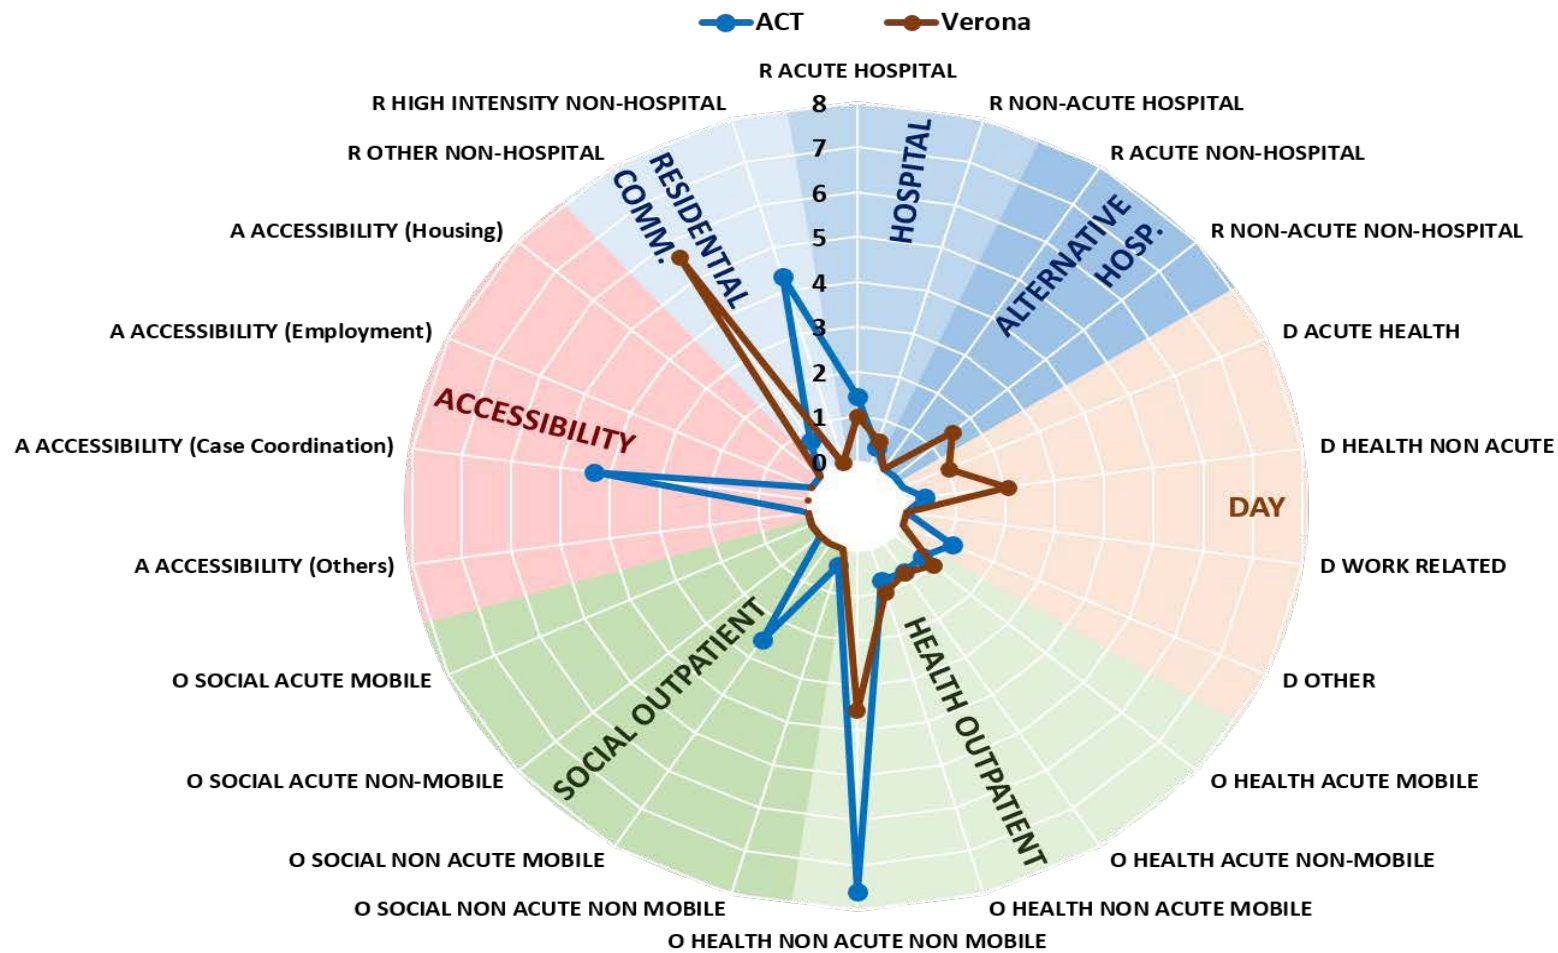 ACT
Verona
R ACUTE HOSPITAL
R HIGH INTENSITY NON-HOSPITAL
8
R NON-ACUTE HOSPITAL
R OTHER NON-HOSPITAL
7
R ACUTE NON-HOSPITAL
RESIDENTIAL
COMM.
HOSPITAL
6
ALTERNATIVE
HOSP.
A ACCESSIBILITY (Housing)
5
R NON-ACUTE NON-HOSPITAL
4
A ACCESSIBILITY (Employment)
3
D ACUTE HEALTH
2
ACCESSIBILITY
1
A ACCESSIBILITY (Case Coordination)
D HEALTH NON ACUTE
0
DAY
A ACCESSIBILITY (Others)
D WORK RELATED
SOCIAL OUTPATIENT
HEALTH OUTPATIENT
O SOCIAL ACUTE MOBILE
D OTHER
O SOCIAL ACUTE NON-MOBILE
O HEALTH ACUTE MOBILE
O SOCIAL NON ACUTE MOBILE
O HEALTH ACUTE NON-MOBILE
O SOCIAL NON ACUTE NON MOBILE
O HEALTH NON ACUTE MOBILE
O HEALTH NON ACUTE NON MOBILE